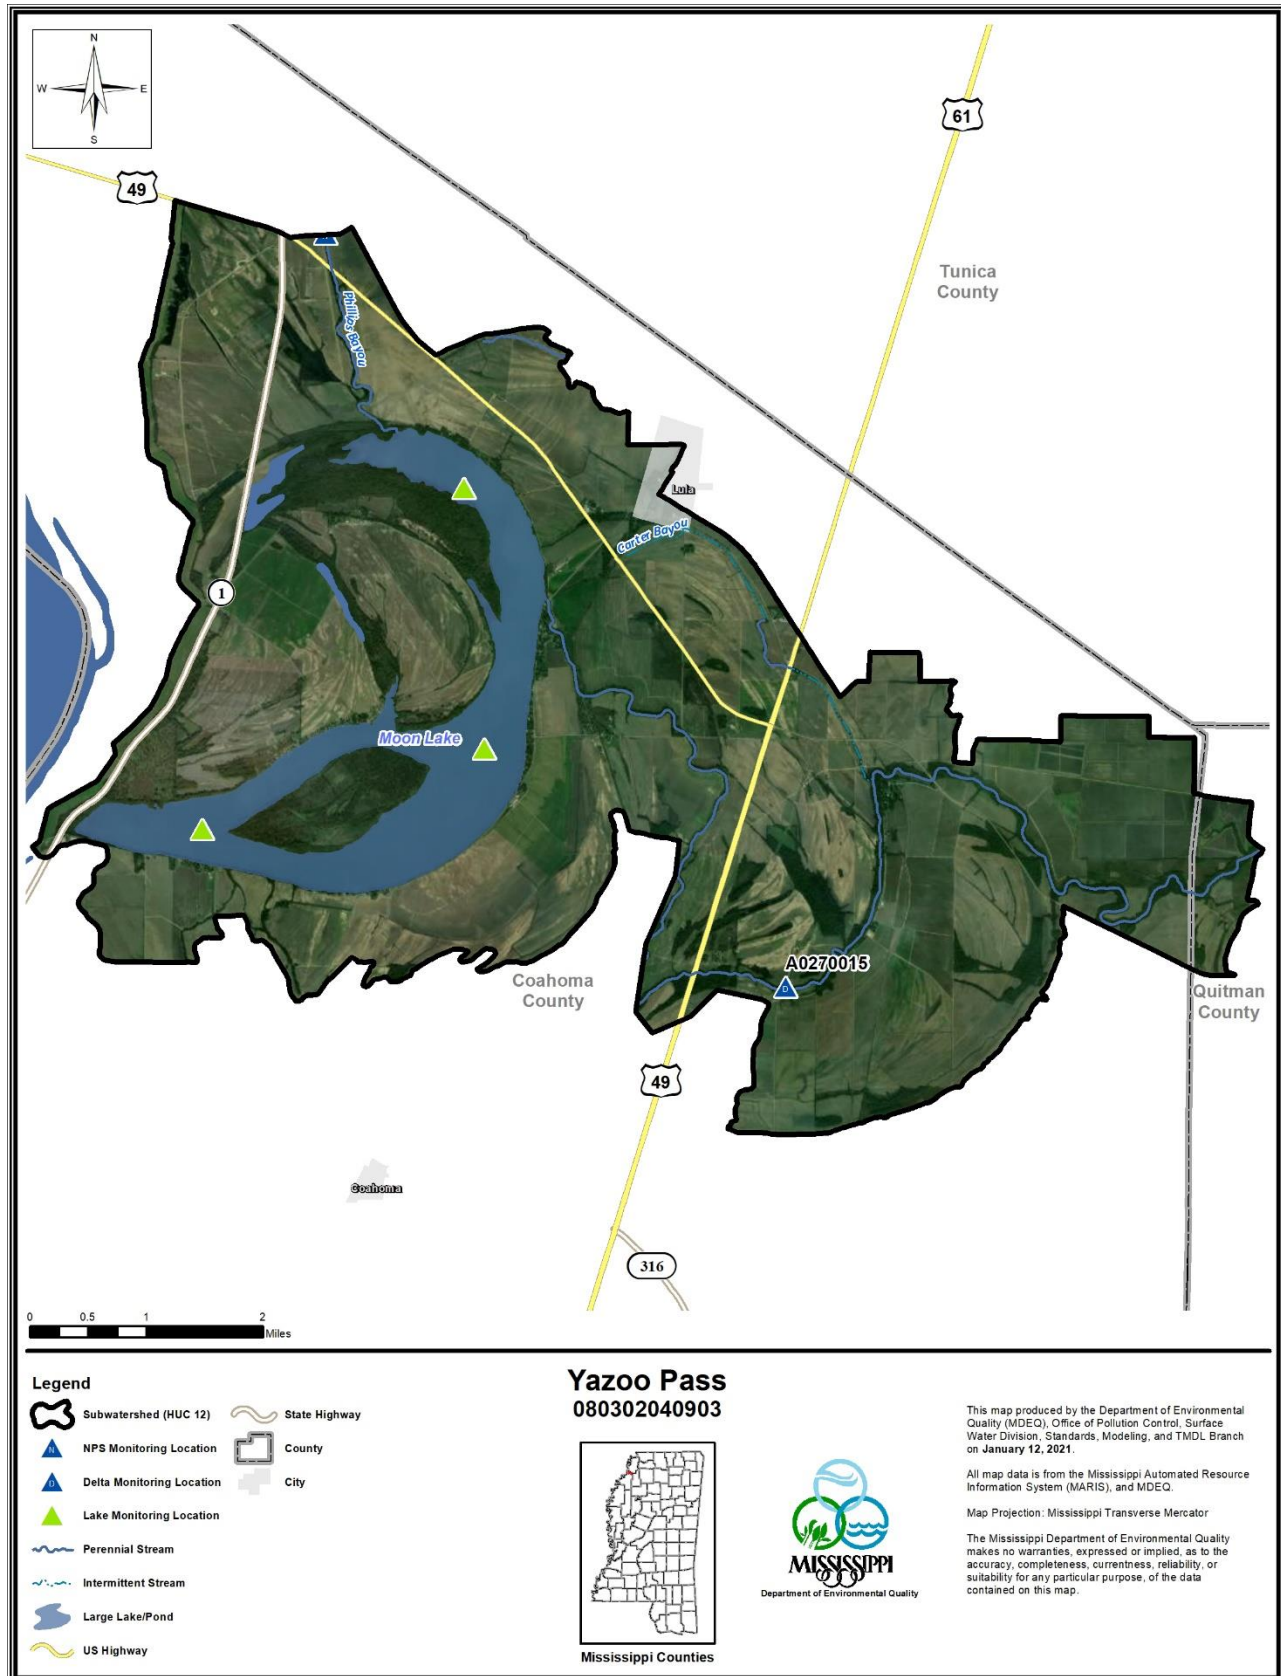 N
W
E
S
49
61
Tunica
County
Phillips Bayou
Lula
Carter Bayou
1
Moon Lake
A0270015
D
Coahoma
County
Quitman
County
49
Coahoma
316
0 0.5 1 2
Miles
Legend
Subwatershed (HUC 12)
N
NPS Monitoring Location
D
Delta Monitoring Location
Lake Monitoring Location
Perennial Stream
Intermittent Stream
Large Lake/Pond
US Highway
State Highway
County
City
Yazoo Pass
080302040903
Mississippi Counties
MISSISSIPPI
Department of Environmental Quality
This map produced by the Department of Environmental
Quality (MDEQ), Office of Pollution Control, Surface
Water Division, Standards, Modeling, and TMDL Branch
on January 12, 2021.
All map data is from the Mississippi Automated Resource
Information System (MARIS), and MDEQ.
Map Projection: Mississippi Transverse Mercator
The Mississippi Department of Environmental Quality
makes no warranties, expressed or implied, as to the
accuracy, completeness, currentness, reliability, or
suitability for any particular purpose, of the data
contained on this map.